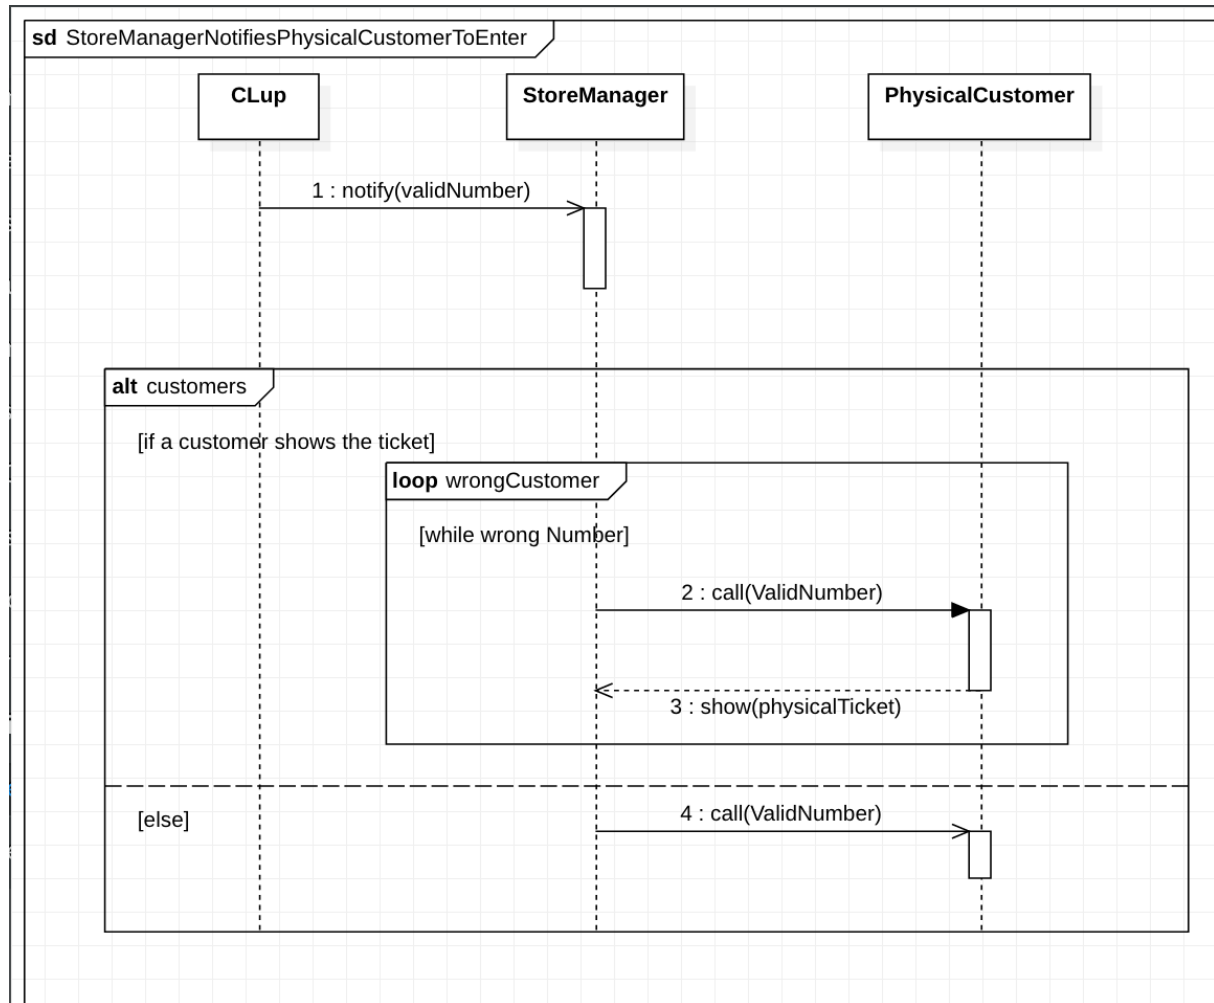 sd StoreManagerNotifiesPhysicalCustomerToEnter
CLup
StoreManager
PhysicalCustomer
1 : notify(validNumber)
alt customers
[if a customer shows the ticket]
loop wrongCustomer
[while wrong Number]
2 : call(ValidNumber)
3 : show(physicalTicket)
[else]
4 : call(ValidNumber)